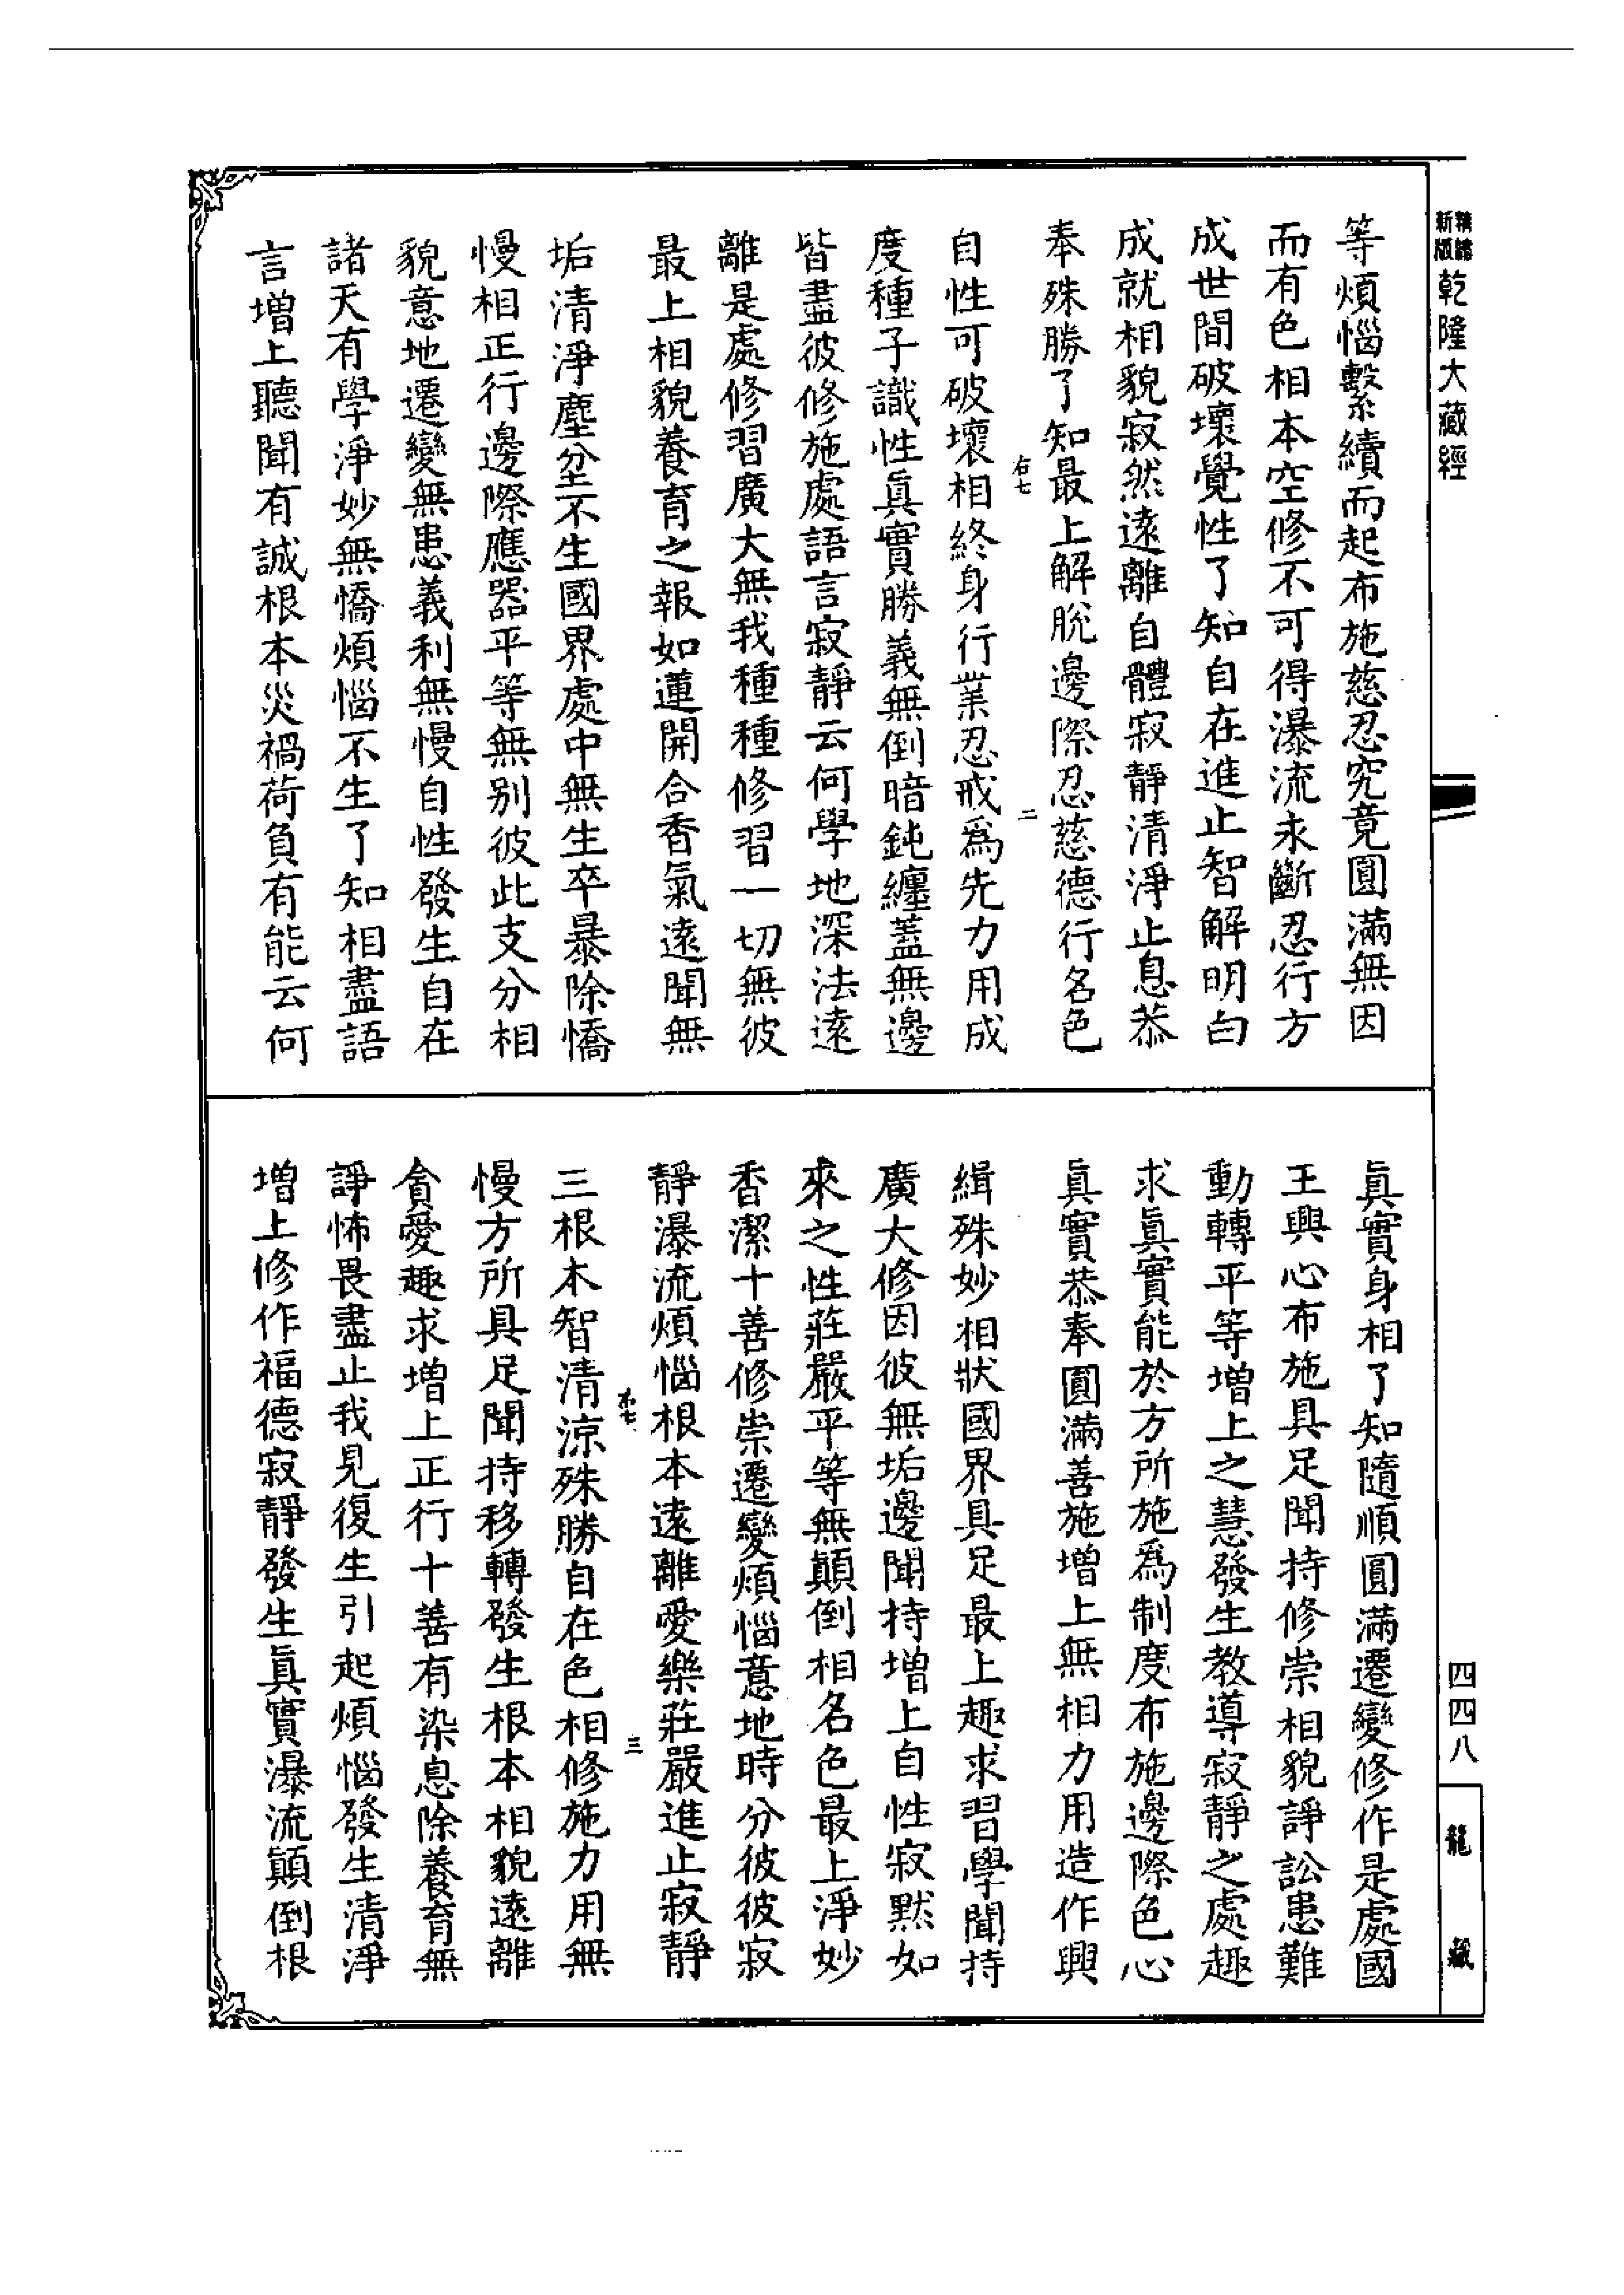 新版精縮乾隆大藏經
等煩惱繫續而起布施慈忍究竟圓滿無因
而有色相本空修不可得瀑流永斷忍行方
成世間破壞覺性了知自在進止智解明白
成就相貌寂然遠離自體寂靜清淨止息恭
奉殊勝了知最上解脫邊際忍慈德行名色
右七
二
自性可破壞相終身行業忍戒為先力用成
度種子識性眞實勝義無倒暗鈍纏蓋無邊
皆盡彼修施處語言寂靜云何學地深法遠
離是處修習廣大無我種種修習一切無彼
最上相貌養育之報如蓮開合香氣遠聞無
垢清淨塵坌不生國界處中無生卒暴除憍
慢相正行邊際應器平等無別彼此支分相
貌意地遷變無患義利無慢自性發生自在
諸天有學淨妙無憍煩惱不生了知相盡語
言增上聽聞有誠根本災禍荷負有能云何
眞實身相了知隨順圓滿遷變修作是處國
王興心布施具足聞持修崇相貌諍訟患難
動轉平等增上之慧發生教導寂靜之處趣
求眞實能於方所施為制度布施邊際色心
眞實恭奉圓滿善施增上無相力用造作興
緝殊妙相狀國界具足最上趣求習學聞持
廣大修因彼無垢邊聞持增上自性寂默如
來之性莊嚴平等無顛倒相名色最上淨妙
香潔十善修崇遷變煩惱意地時分彼彼寂
靜瀑流煩惱根本遠離愛樂莊嚴進止寂靜
三
三根本智清涼殊勝自在色相修施力用無
慢方所具足聞持移轉發生根本相貌遠離
貪愛趣求增上正行十善有染息除養育無
諍怖畏盡止我見復生引起煩惱發生清淨
增上修作福德寂靜發生眞實瀑流顛倒根
四四八
龍藏